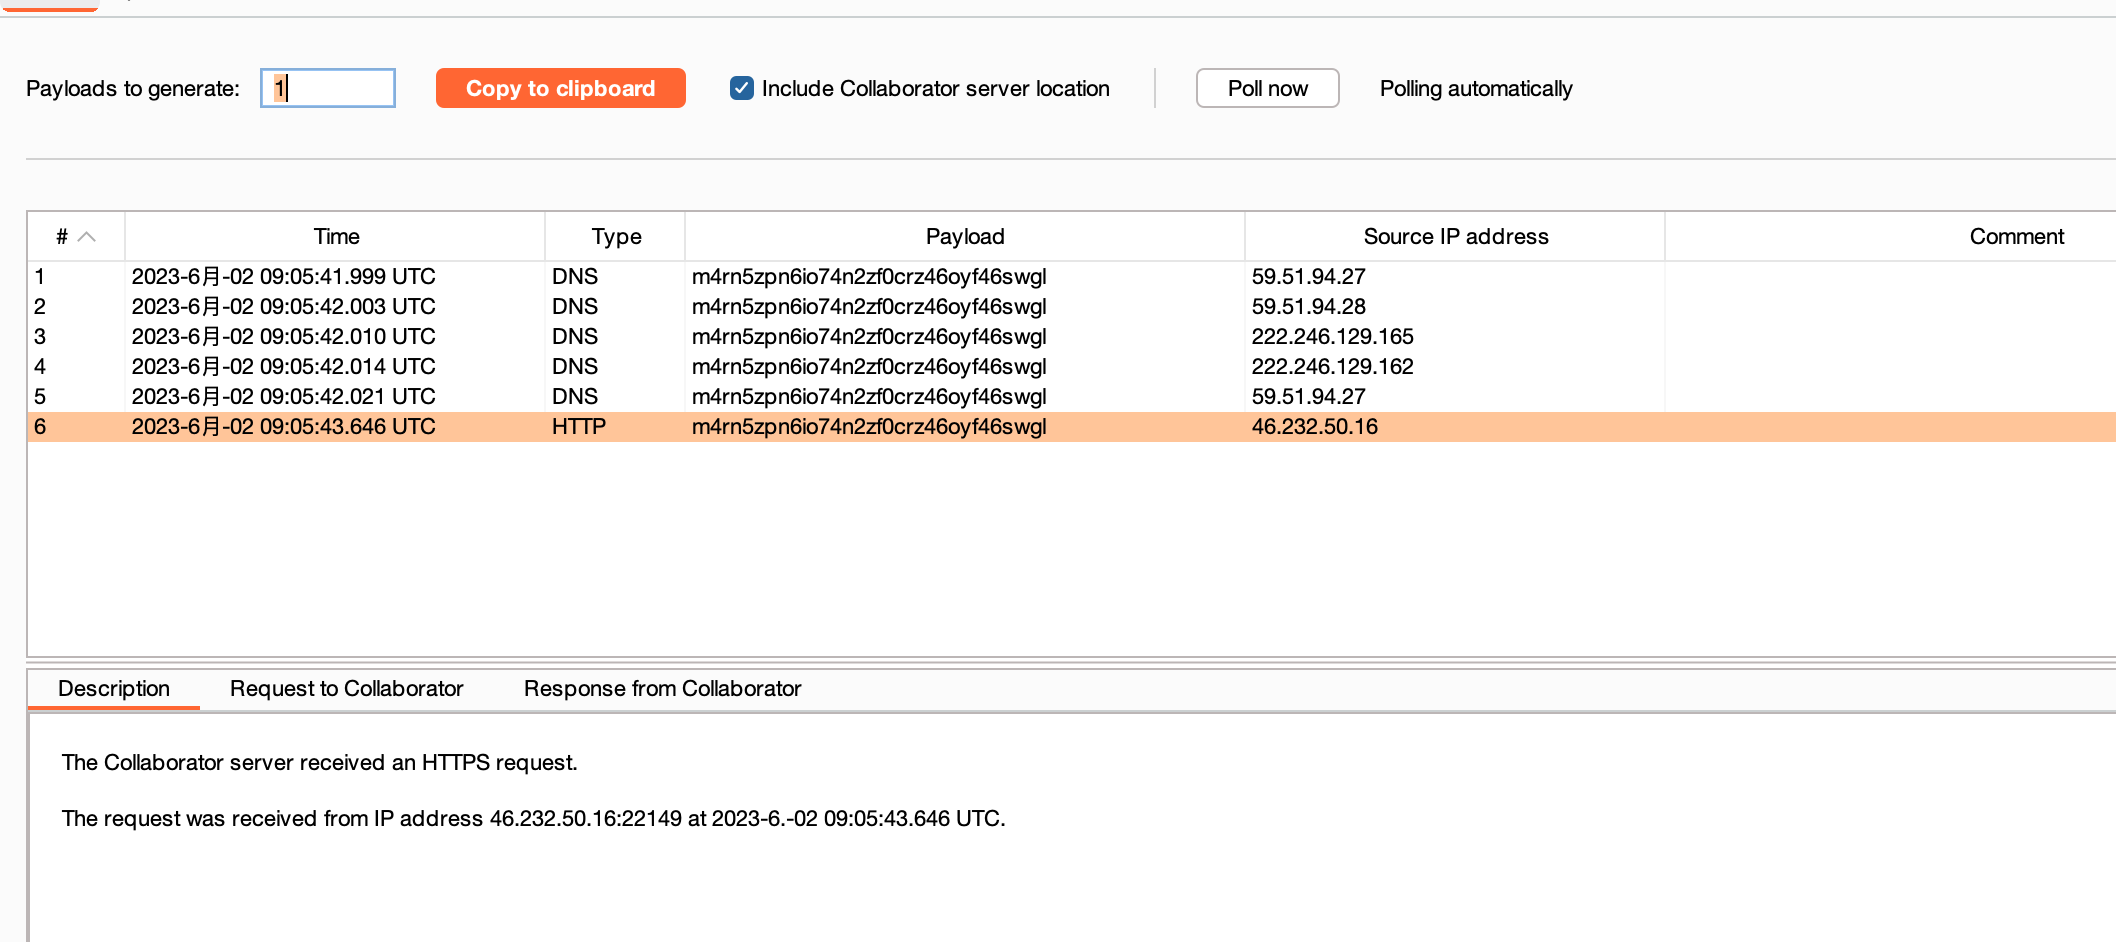 Payloads to generate: 1 Copy to clipboard Include Collaborator server location Poll now Polling automatically
# Time Type Payload Source IP address Comment
1 2023-6月-02 09:05:41.999 UTC DNS m4rn5zpn6io74n2zf0crz46oyf46swgl 59.51.94.27
2 2023-6月-02 09:05:42.003 UTC DNS m4rn5zpn6io74n2zf0crz46oyf46swgl 59.51.94.28
3 2023-6月-02 09:05:42.010 UTC DNS m4rn5zpn6io74n2zf0crz46oyf46swgl 222.246.129.165
4 2023-6月-02 09:05:42.014 UTC DNS m4rn5zpn6io74n2zf0crz46oyf46swgl 222.246.129.162
5 2023-6月-02 09:05:42.021 UTC DNS m4rn5zpn6io74n2zf0crz46oyf46swgl 59.51.94.27
6 2023-6月-02 09:05:43.646 UTC HTTP m4rn5zpn6io74n2zf0crz46oyf46swgl 46.232.50.16
Description Request to Collaborator Response from Collaborator
The Collaborator server received an HTTPS request.
The request was received from IP address 46.232.50.16:22149 at 2023-6.-02 09:05:43.646 UTC.